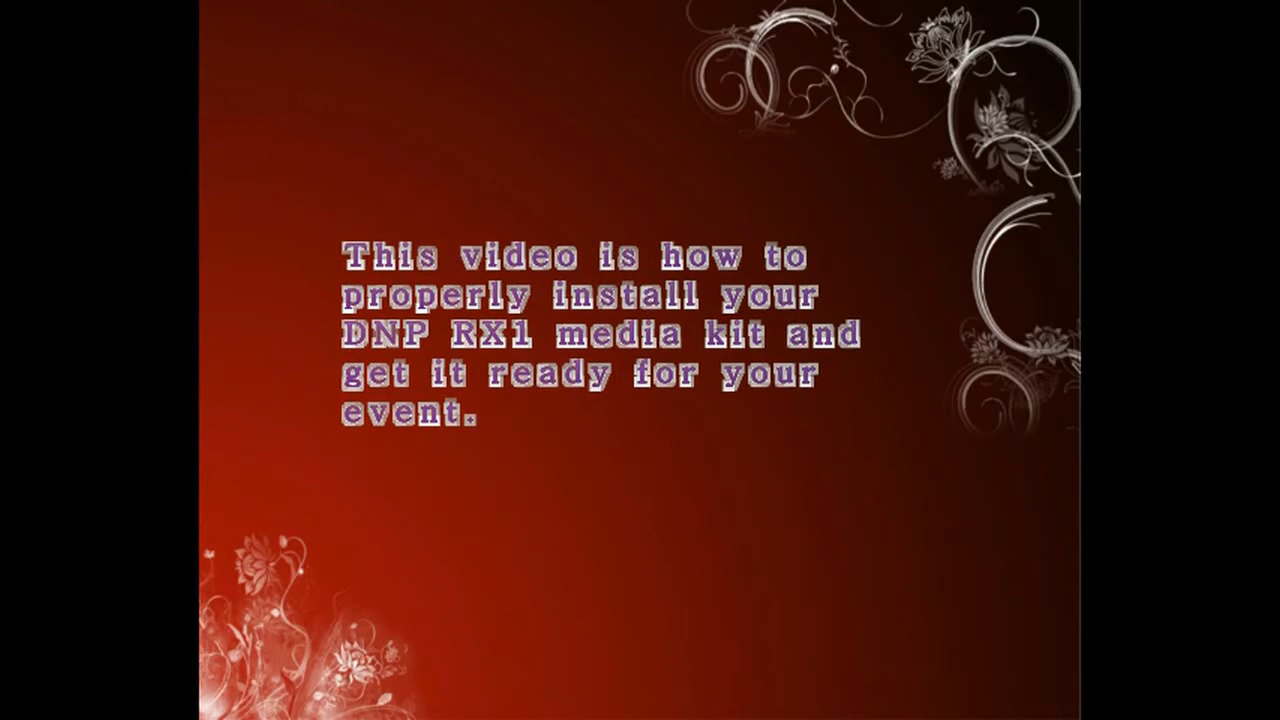 This video is how to
properly install your
DNP RX1 media kit and
get it ready for your
event.